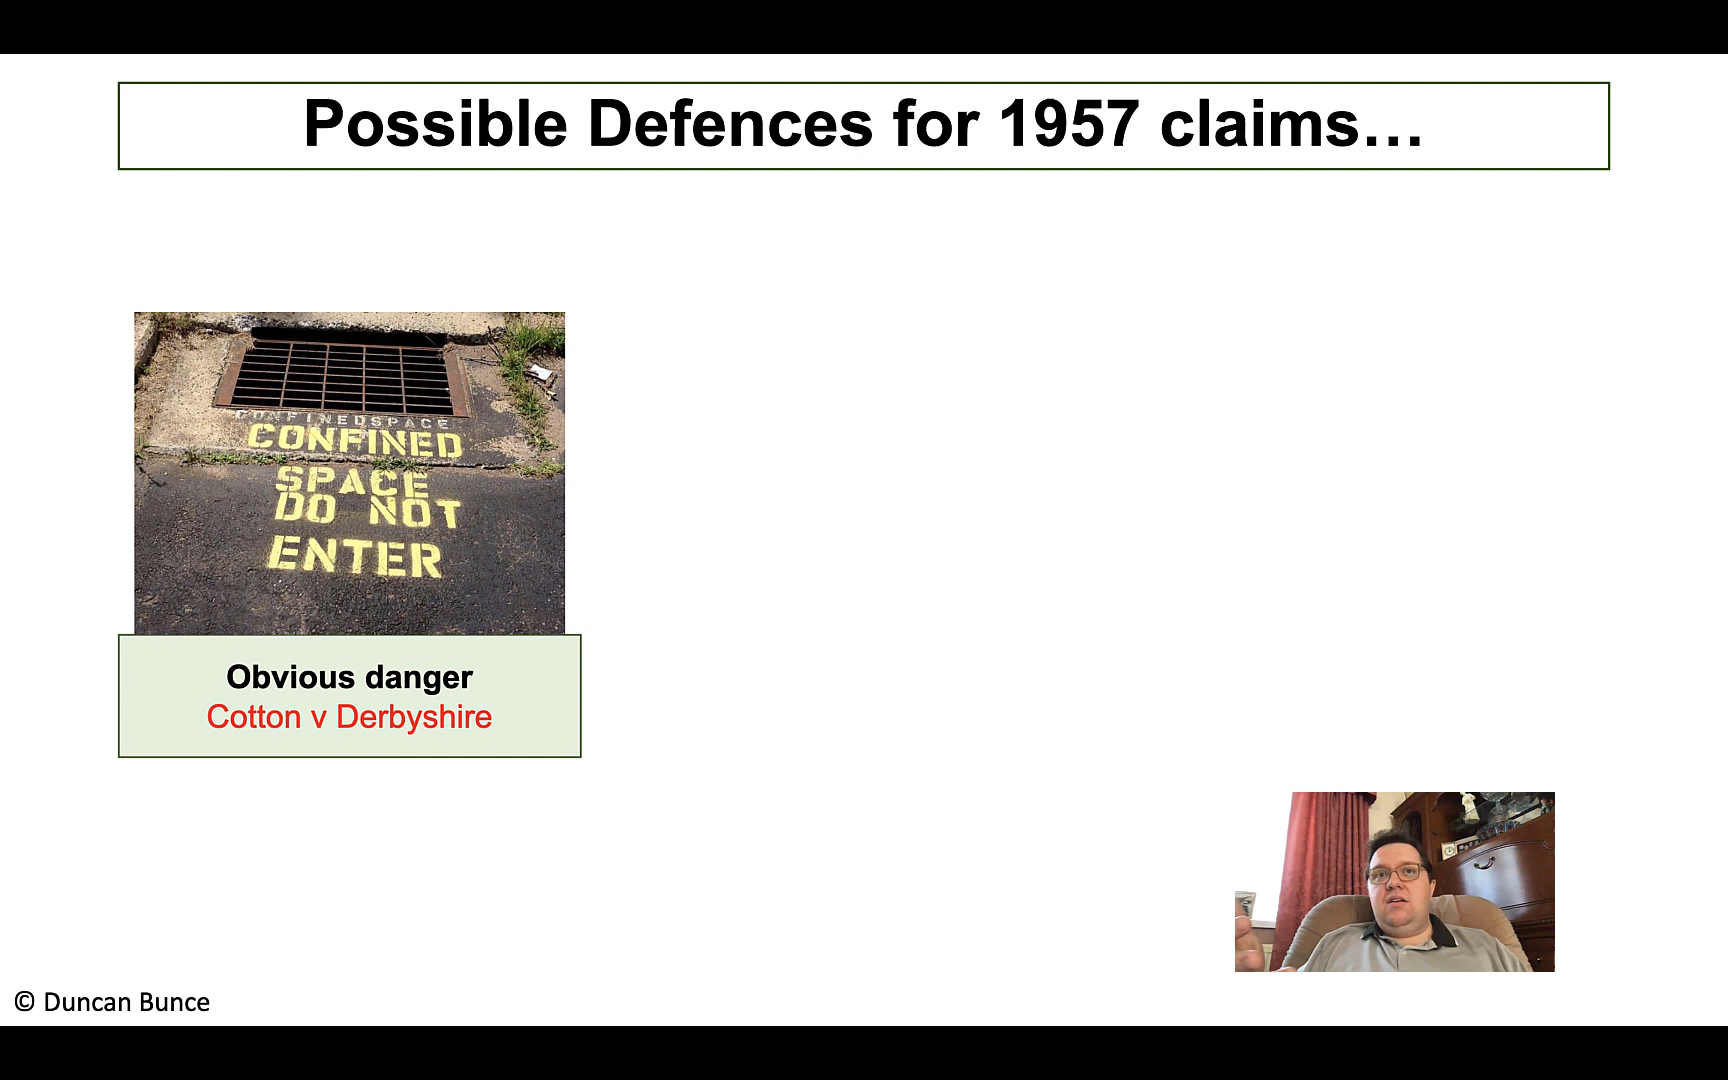 Possible Defences for 1957 claims…
CONFINEDSPACE
CONFINED
SPACE
DO NOT
ENTER
Obvious danger
Cotton v Derbyshire
© Duncan Bunce